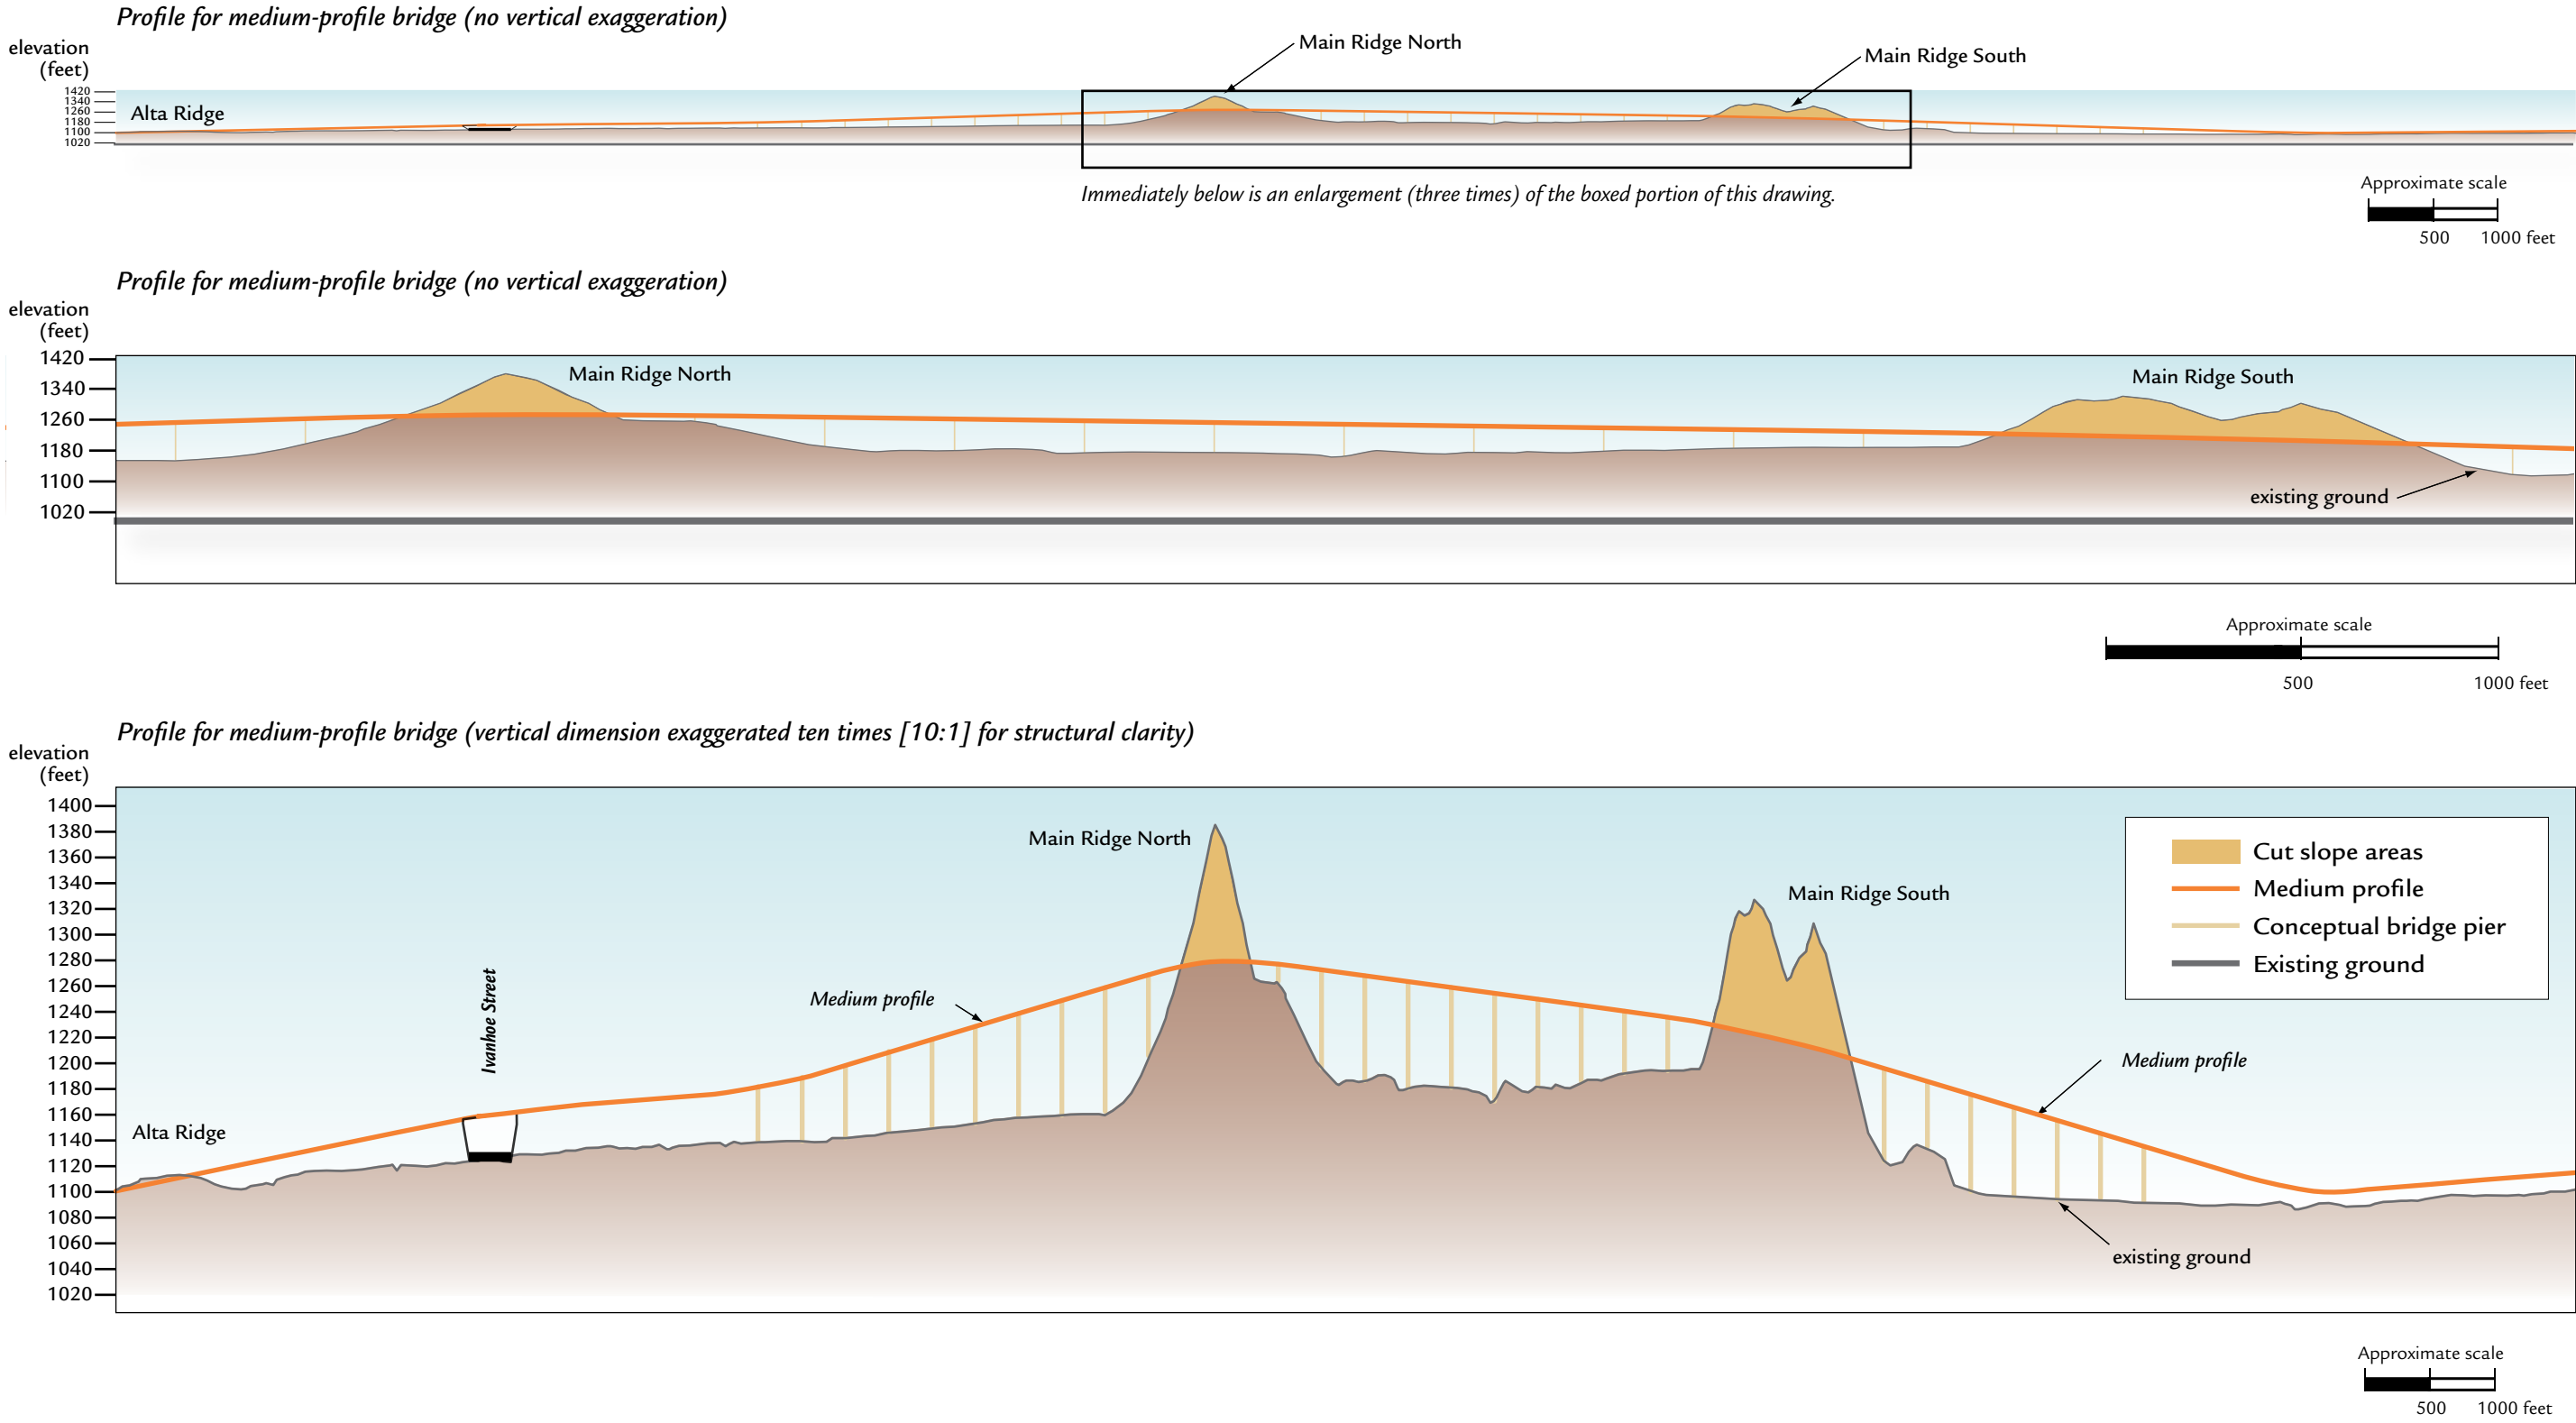 Profile for medium-profile bridge (no vertical exaggeration)
elevation
(feet)
Main Ridge North
Main Ridge South
1420
1340
1260
1180
1100
1020
Alta Ridge
Immediately below is an enlargement (three times) of the boxed portion of this drawing.
Approximate scale
500 1000 feet
Profile for medium-profile bridge (no vertical exaggeration)
elevation
(feet)
1420
1340
1260
1180
1100
1020
Main Ridge North
Main Ridge South
existing ground
Approximate scale
500 1000 feet
Profile for medium-profile bridge (vertical dimension exaggerated ten times [10:1] for structural clarity)
elevation
(feet)
1400
1380
1360
1340
1320
1300
1280
1260
1240
1220
1200
1180
1160
1140
1120
1100
1080
1060
1040
1020
Main Ridge North
Main Ridge South
Cut slope areas
Medium profile
Conceptual bridge pier
Existing ground
Ivanhoe Street
Medium profile
Medium profile
Alta Ridge
existing ground
Approximate scale
500 1000 feet